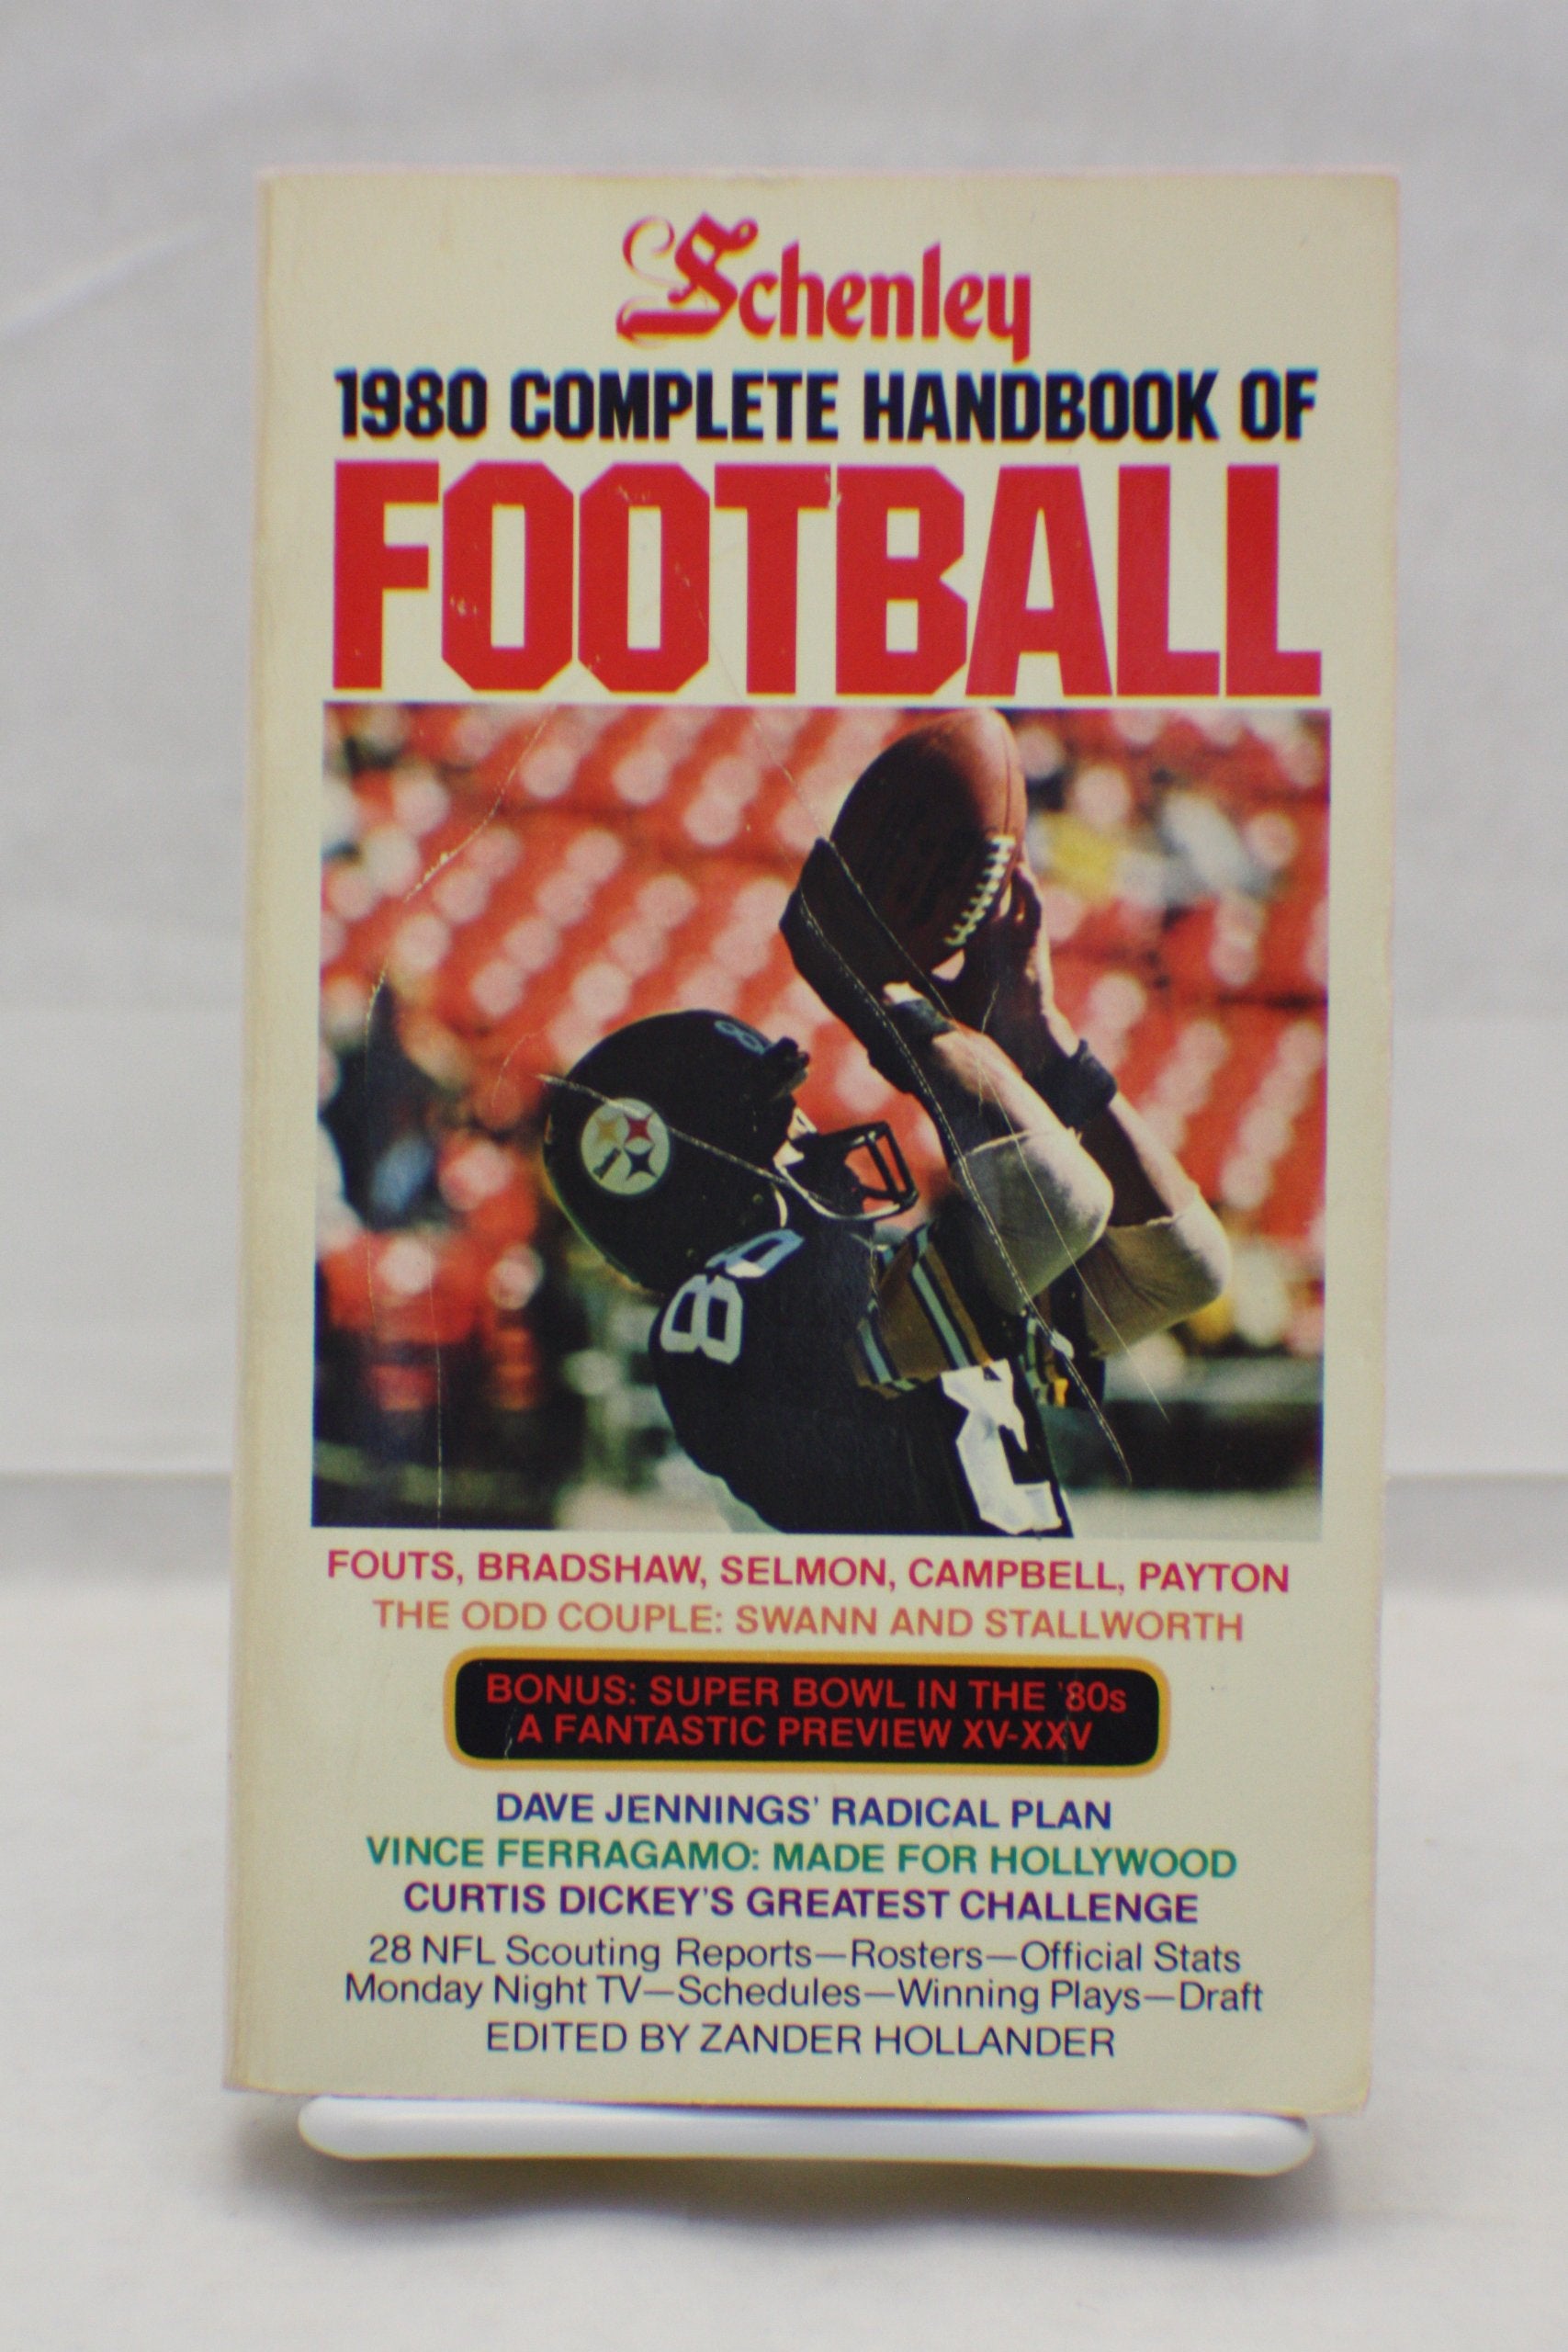 Schenley
1980 COMPLETE HANDBOOK OF
FOOTBALL
8
88
FOUTS, BRADSHAW, SELMON, CAMPBELL, PAYTON
THE ODD COUPLE: SWANN AND STALLWORTH
BONUS: SUPER BOWL IN THE '80s
A FANTASTIC PREVIEW XV-XXV
DAVE JENNINGS' RADICAL PLAN
VINCE FERRAGAMO: MADE FOR HOLLYWOOD
CURTIS DICKEY'S GREATEST CHALLENGE
28 NFL Scouting Reports—Rosters—Official Stats
Monday Night TV—Schedules—Winning Plays—Draft
EDITED BY ZANDER HOLLANDER